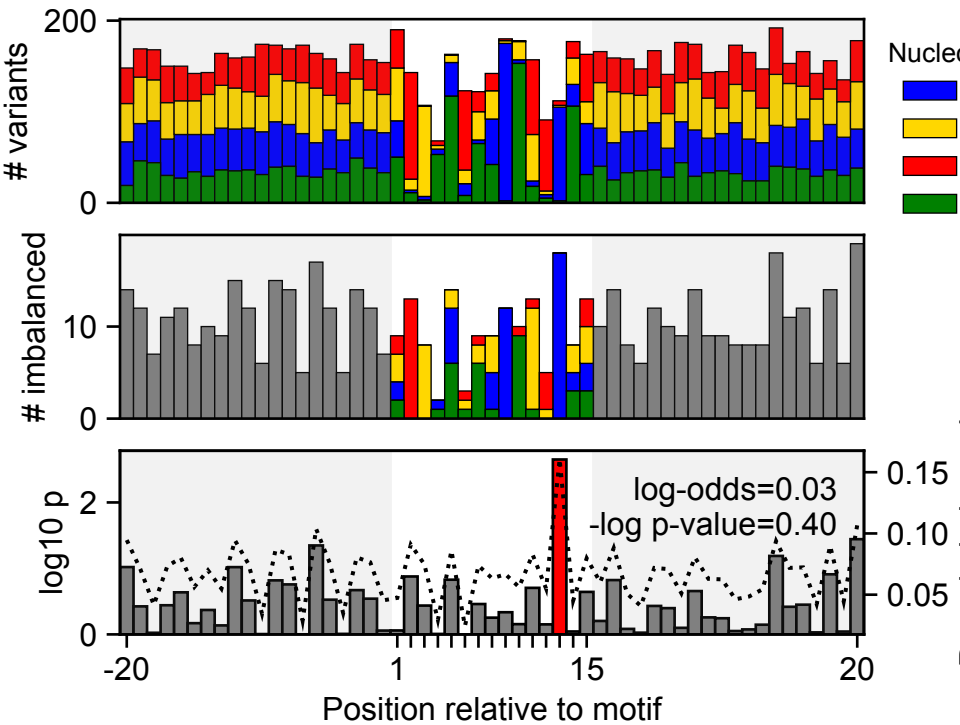 200
0
# variants
Nucleo
10
0
# imbalanced
2
0
log10 p
log-odds=0.03
-log p-value=0.40
0.15
0.10
0.05
-20
1
15
20
Position relative to motif